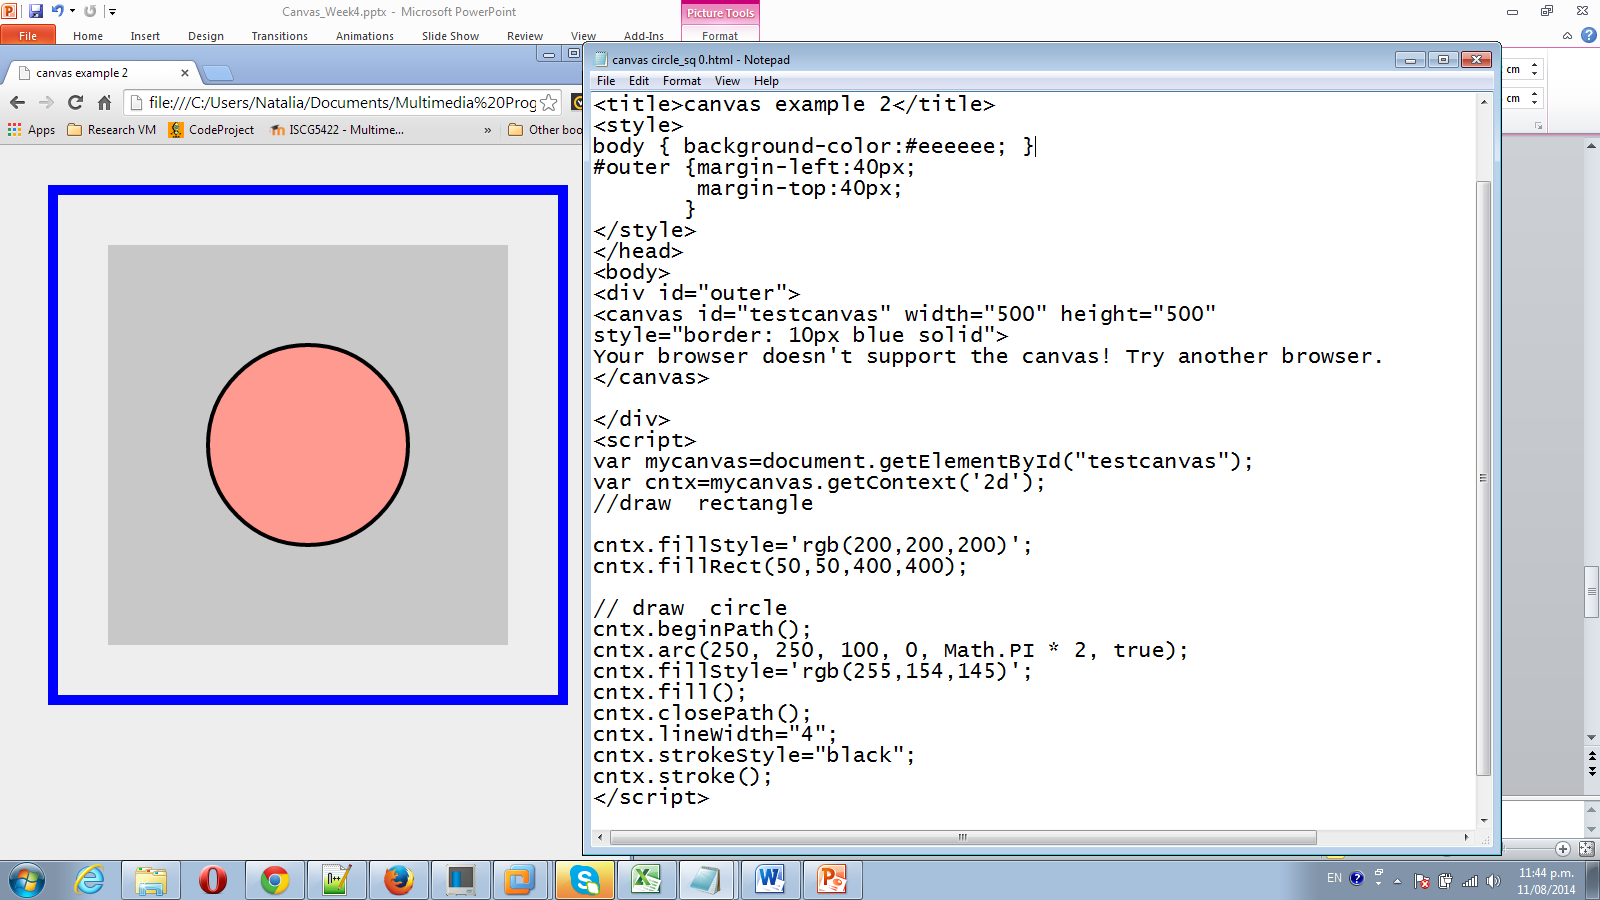 Canvas_Week4.pptx - Microsoft PowerPoint
Picture Tools
File Home Insert Design Transitions Animations Slide Show Review View Add-Ins Format
canvas example 2
file:///C:/Users/Natalia/Documents/Multimedia%20Prog
Apps Research VM CodeProject ISCG5422 - Multime... » Other boo
cm
cm
canvas circle_sq 0.html - Notepad
File Edit Format View Help
<title>canvas example 2</title>
<style>
body { background-color:#eeeeee; }
#outer {margin-left:40px;
margin-top:40px;
}
</style>
</head>
<body>
<div id="outer">
<canvas id="testcanvas" width="500" height="500"
style="border: 10px blue solid">
Your browser doesn't support the canvas! Try another browser.
</canvas>
</div>
<script>
var mycanvas=document.getElementById("testcanvas");
var cntx=mycanvas.getContext('2d');
//draw  rectangle
cntx.fillStyle='rgb(200,200,200)';
cntx.fillRect(50,50,400,400);
// draw  circle
cntx.beginPath();
cntx.arc(250, 250, 100, 0, Math.PI * 2, true);
cntx.fillStyle='rgb(255,154,145)';
cntx.fill();
cntx.closePath();
cntx.lineWidth="4";
cntx.strokeStyle="black";
cntx.stroke();
</script>
EN
11:44 p.m.
11/08/2014